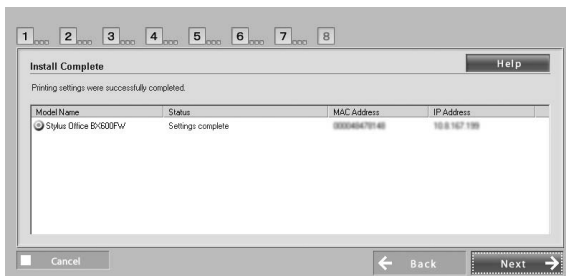 1 2 3 4 5 6 7 8
Install Complete Help
Printing settings were successfully completed.
Model Name Status MAC Address IP Address
Stylus Office BX600FW Settings complete
Cancel Back Next